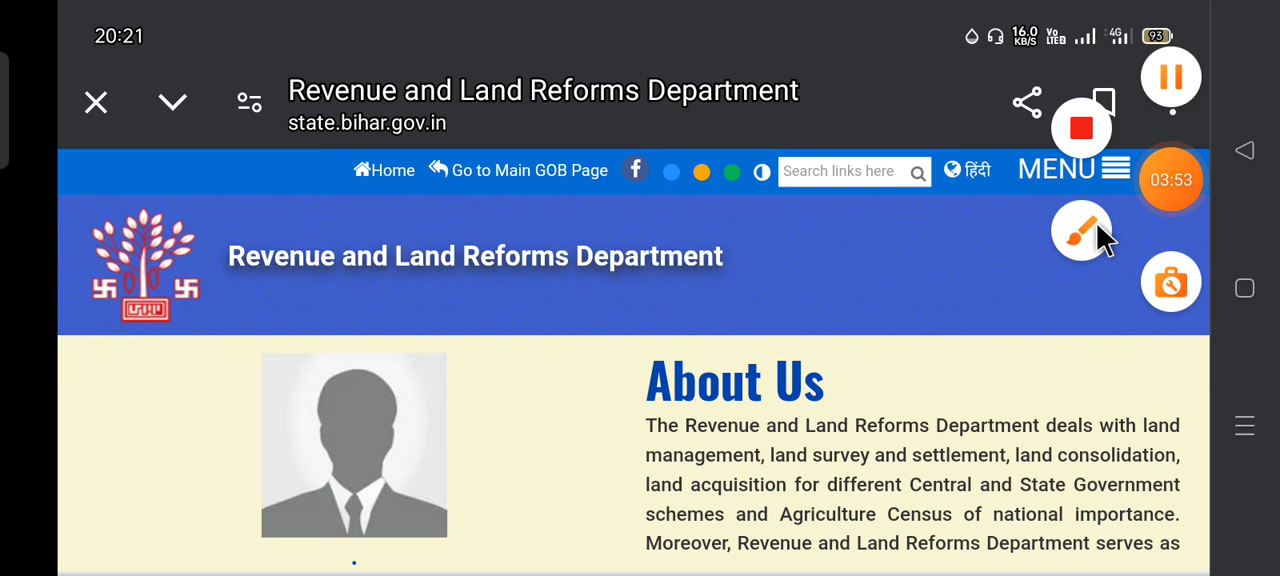 20:21
16.0 KB/S Vo LTE2 4G 93
Revenue and Land Reforms Department
state.bihar.gov.in
03:53
Home Go to Main GOB Page f Search links here हिंदी MENU
Revenue and Land Reforms Department
About Us
The Revenue and Land Reforms Department deals with land
management, land survey and settlement, land consolidation,
land acquisition for different Central and State Government
schemes and Agriculture Census of national importance.
Moreover, Revenue and Land Reforms Department serves as